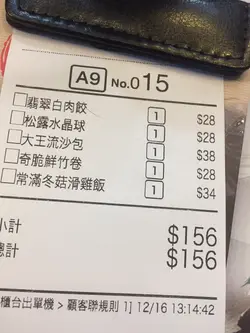 A9 No.015
翡翠白肉餃 1 $28
松露水晶球 1 $28
大王流沙包 1 $38
奇脆鮮竹卷 1 $28
常滿冬菇滑雞飯 1 $34
小計 $156
總計 $156
櫃台出單機 > 顧客聯規則 1] 12/16 13:14:42